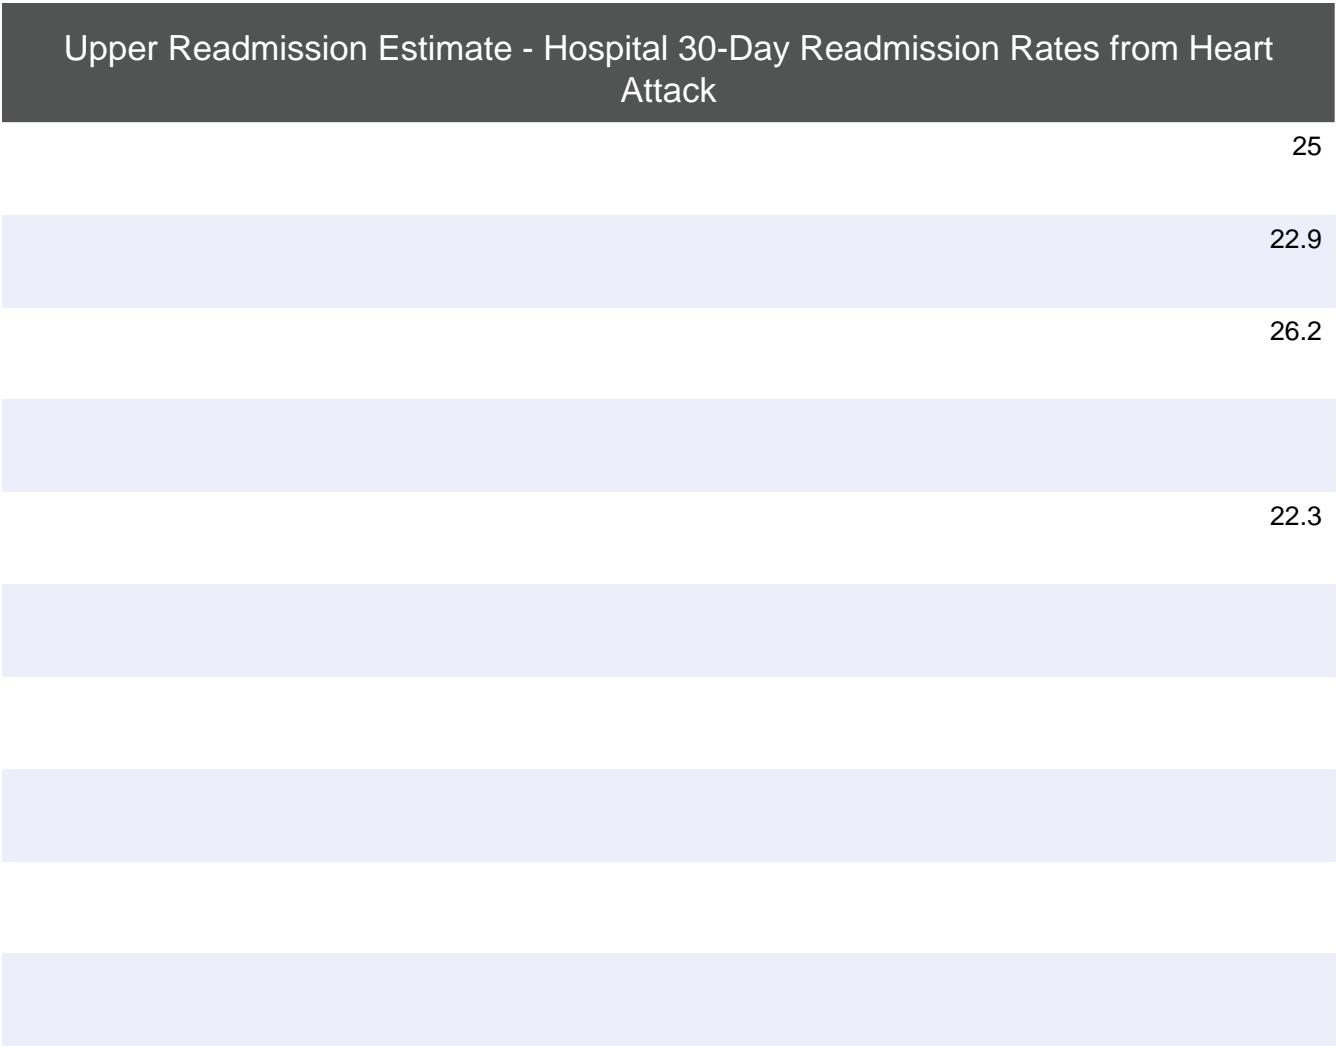 Upper Readmission Estimate - Hospital 30-Day Readmission Rates from Heart
Attack
25
22.9
26.2
22.3